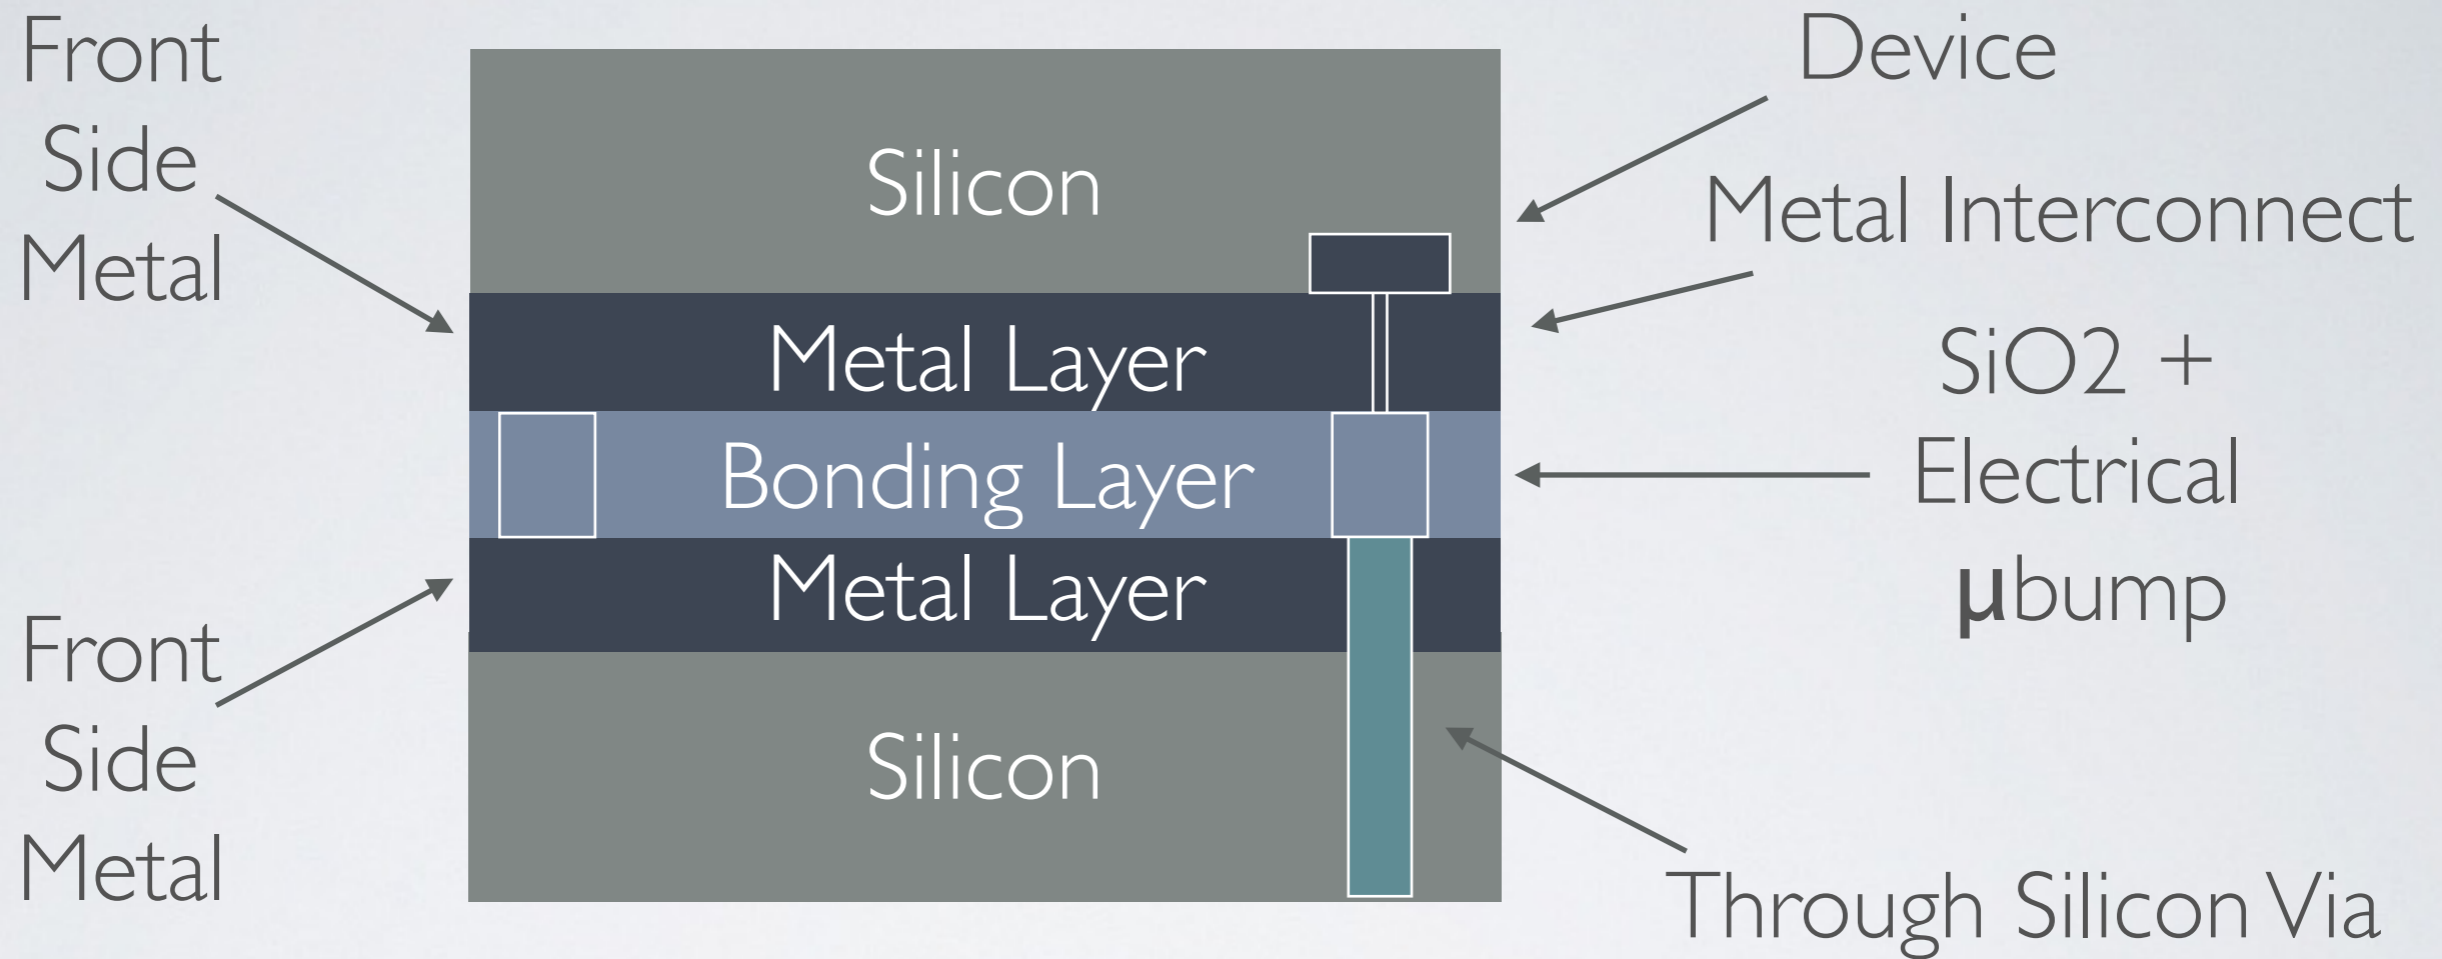 Front
Side
Metal
Front
Side
Metal
Silicon
Metal Layer
Bonding Layer
Metal Layer
Silicon
Device
Metal Interconnect
SiO2 +
Electrical
µbump
Through Silicon Via